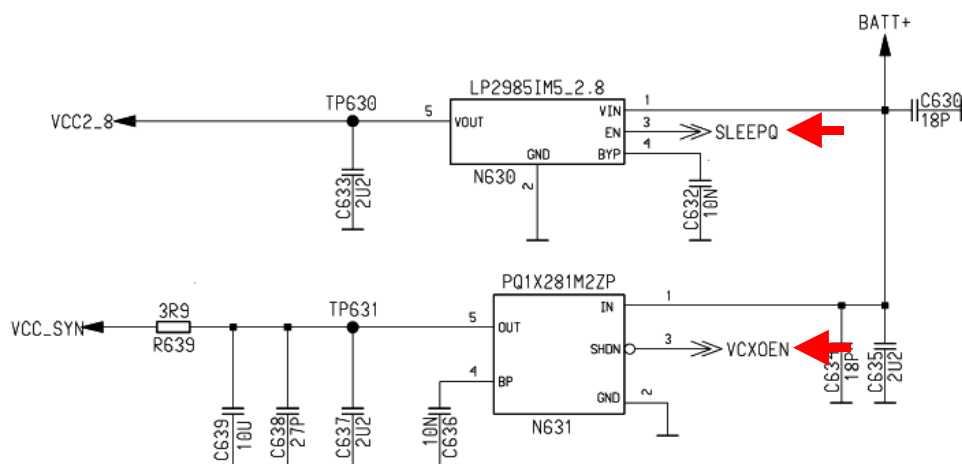 BATT+
LP2985IM5_2.8
C630
18P
TP630
VCC2_8
5
VOUT
VIN
1
EN
3
SLEEPQ
GND
BYP
4
N630
2
C633
2U2
C632
10N
PQ1X281M2ZP
3R9
VCC_SYN
R639
TP631
5
OUT
IN
1
SHDN
3
VCXOEN
4
BP
GND
2
N631
C639
10U
C638
27P
C637
2U2
10N
C636
18P
C635
2U2